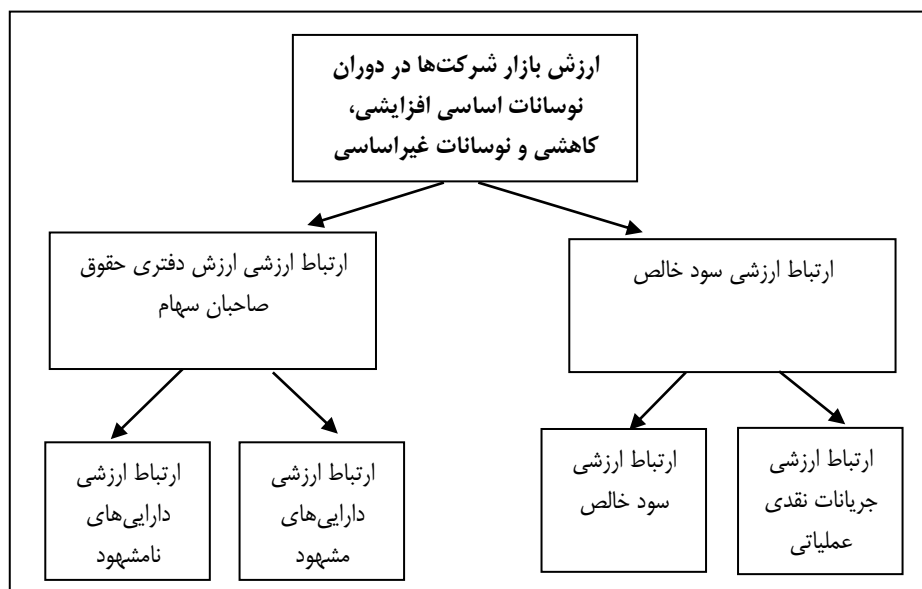 ارزش بازار شرکت‌ها در دوران
نوسانات اساسی افزایشی،
کاهشی و نوسانات غیراساسی
ارتباط ارزشی سود خالص
ارتباط ارزشی ارزش دفتری حقوق
صاحبان سهام
ارتباط ارزشی
جریانات نقدی
عملیاتی
ارتباط ارزشی
سود خالص
ارتباط ارزشی
دارایی‌های
مشهود
ارتباط ارزشی
دارایی‌های
نامشهود